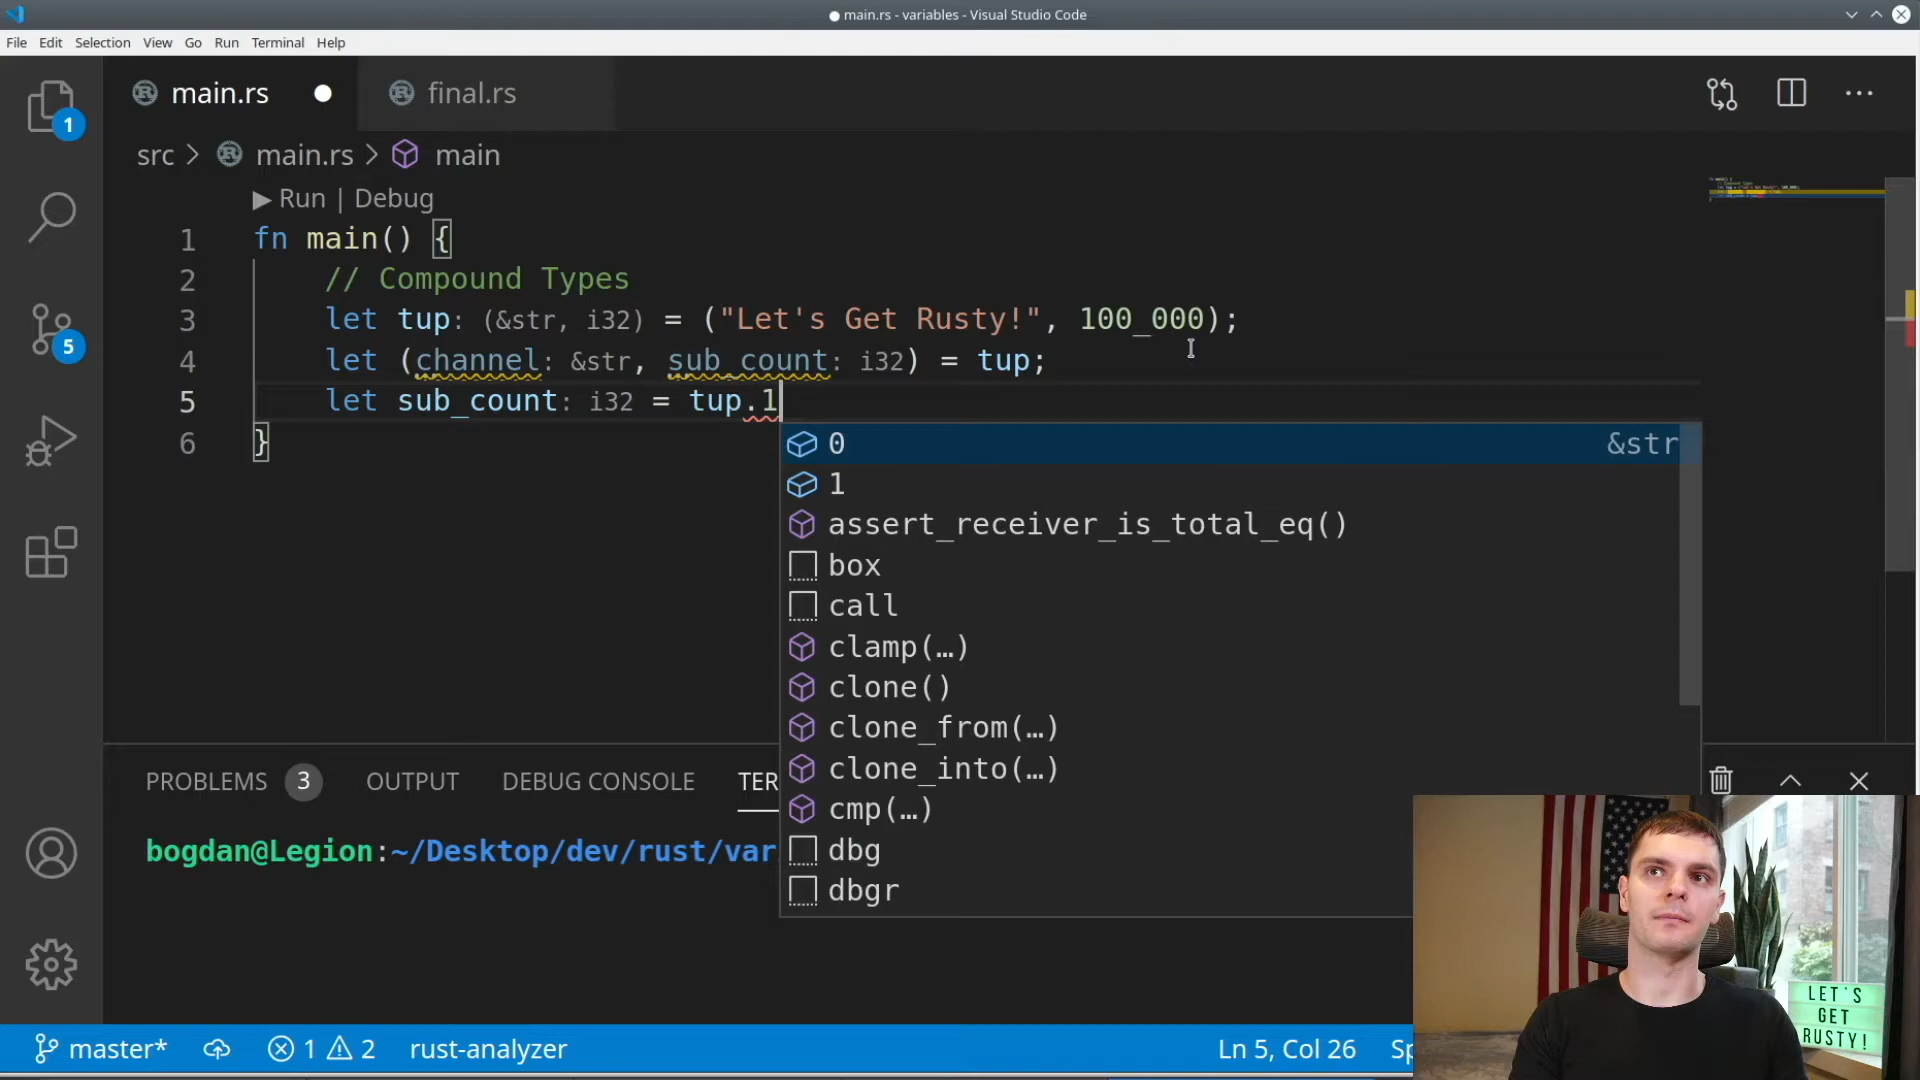 main.rs - variables - Visual Studio Code
File Edit Selection View Go Run Terminal Help
main.rs final.rs
1
src > main.rs > main
▶ Run | Debug
1 fn main() {
2 // Compound Types
3 let tup: (&str, i32) = ("Let's Get Rusty!", 100_000);
4 let (channel: &str, sub_count: i32) = tup;
5 let sub_count: i32 = tup.1
6 }
5
0 &str
1
assert_receiver_is_total_eq()
box
call
clamp(…)
clone()
clone_from(…)
clone_into(…)
cmp(…)
dbg
dbgr
PROBLEMS 3 OUTPUT DEBUG CONSOLE TER
bogdan@Legion:~/Desktop/dev/rust/var
LET'S
GET
RUSTY!
master* 1 2 rust-analyzer Ln 5, Col 26 Sp